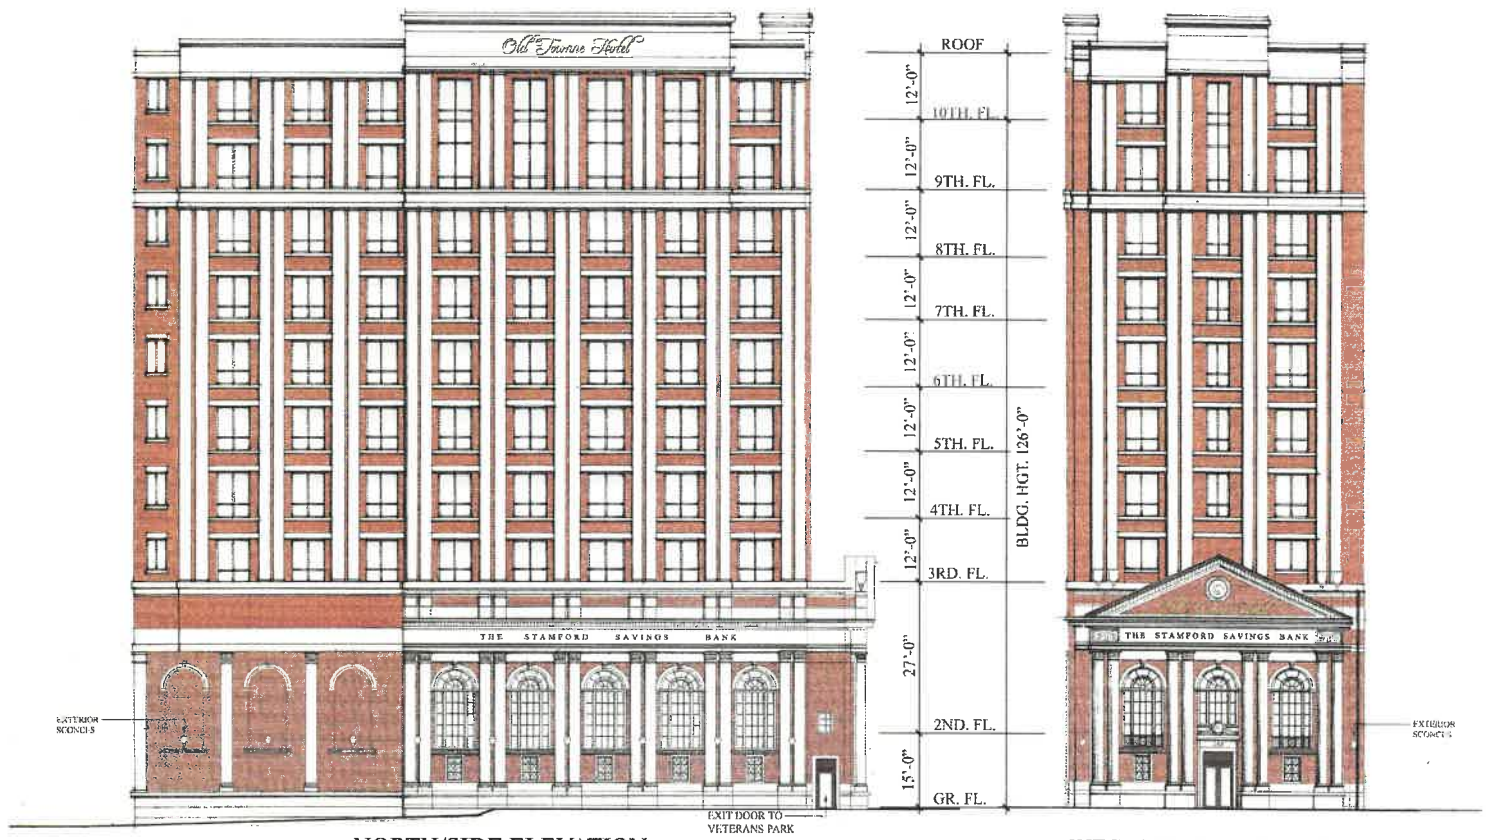 Old Towne Hotel
ROOF
12'-0"
10TH. FL.
12'-0"
9TH. FL.
12'-0"
8TH. FL.
12'-0"
7TH. FL.
12'-0"
6TH. FL.
12'-0"
5TH. FL.
12'-0"
4TH. FL.
12'-0"
3RD. FL.
27'-0"
2ND. FL.
15'-0"
GR. FL.
BLDG. HGT. 126'-0"
THE STAMFORD SAVINGS BANK
THE STAMFORD SAVINGS BANK
EXTERIOR
SCONCES
EXTERIOR
SCONCES
EXIT DOOR TO
VETERANS PARK
NORTH/SIDE ELEVATION